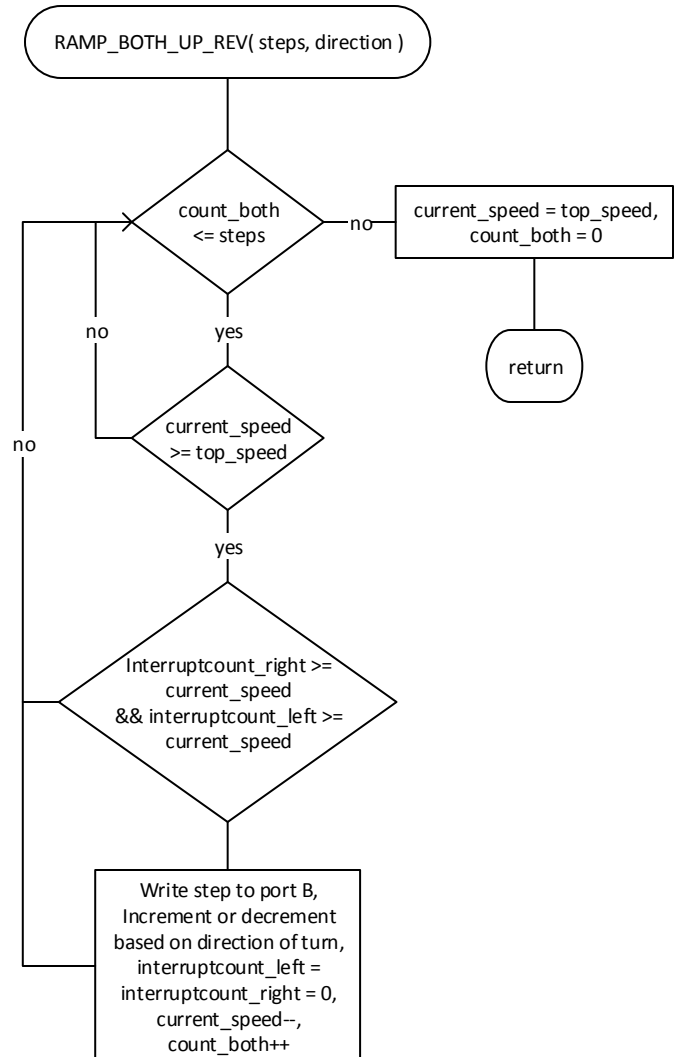 RAMP_BOTH_UP_REV( steps, direction )
count_both
<= steps
no
current_speed = top_speed,
count_both = 0
no
yes
return
current_speed
>= top_speed
no
yes
Interruptcount_right >=
current_speed
&& interruptcount_left >=
current_speed
Write step to port B,
Increment or decrement
based on direction of turn,
interruptcount_left =
interruptcount_right = 0,
current_speed--,
count_both++